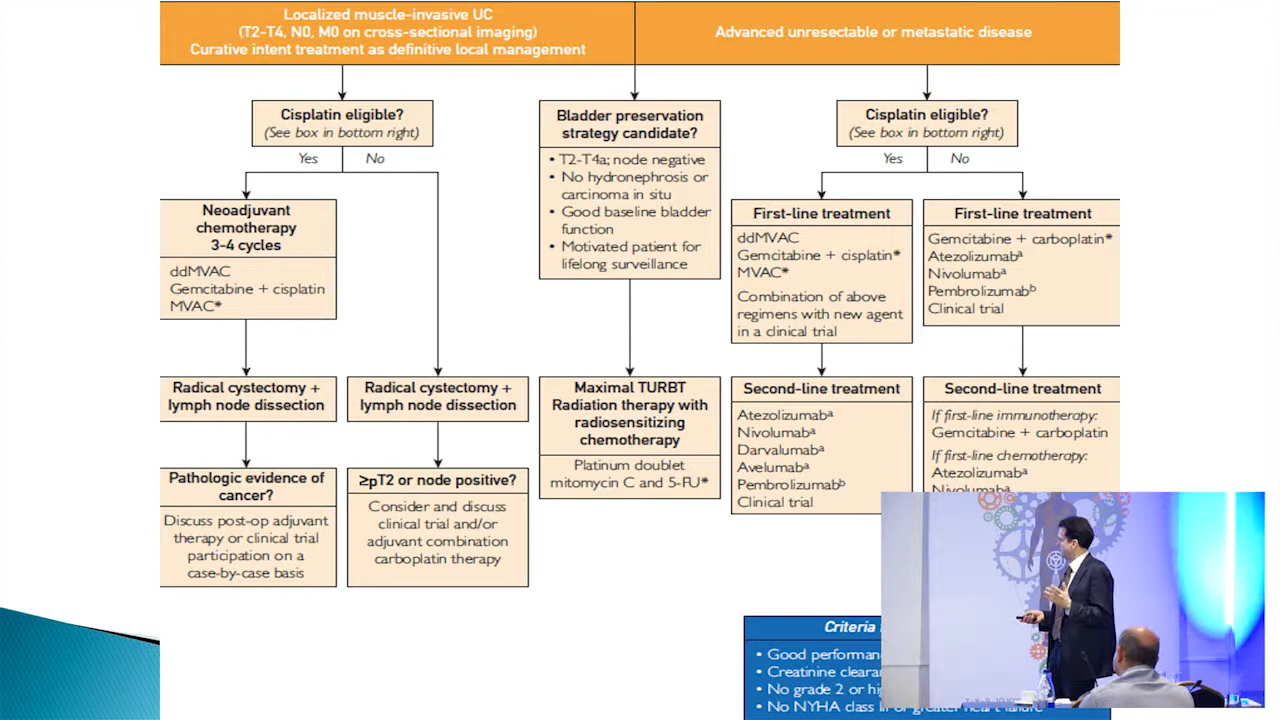 Localized muscle-invasive UC
(T2-T4, N0, M0 on cross-sectional imaging)
Curative intent treatment as definitive local management
Advanced unresectable or metastatic disease
Cisplatin eligible?
(See box in bottom right)
Yes
No
Neoadjuvant
chemotherapy
3-4 cycles
ddMVAC
Gemcitabine + cisplatin
MVAC*
Radical cystectomy +
lymph node dissection
Pathologic evidence of
cancer?
Discuss post-op adjuvant
therapy or clinical trial
participation on a
case-by-case basis
Radical cystectomy +
lymph node dissection
≥pT2 or node positive?
Consider and discuss
clinical trial and/or
adjuvant combination
carboplatin therapy
Bladder preservation
strategy candidate?
• T2-T4a; node negative
• No hydronephrosis or
carcinoma in situ
• Good baseline bladder
function
• Motivated patient for
lifelong surveillance
Maximal TURBT
Radiation therapy with
radiosensitizing
chemotherapy
Platinum doublet
mitomycin C and 5-FU*
Cisplatin eligible?
(See box in bottom right)
Yes
No
First-line treatment
ddMVAC
Gemcitabine + cisplatin*
MVAC*
Combination of above
regimens with new agent
in a clinical trial
Second-line treatment
Atezolizumabᵃ
Nivolumabᵃ
Darvalumabᵃ
Avelumabᵃ
Pembrolizumabᵇ
Clinical trial
First-line treatment
Gemcitabine + carboplatin*
Atezolizumabᵃ
Nivolumabᵃ
Pembrolizumabᵇ
Clinical trial
Second-line treatment
If first-line immunotherapy:
Gemcitabine + carboplatin
If first-line chemotherapy:
Atezolizumabᵃ
Nivolumabᵃ
Criteria
• Good
• Creatinine
• No grade 2 or
• No NYHA class III or greater heart failure